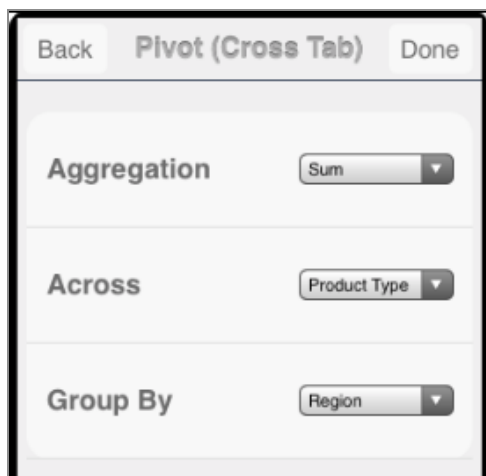 Back Pivot (Cross Tab) Done
Aggregation Sum
Across Product Type
Group By Region